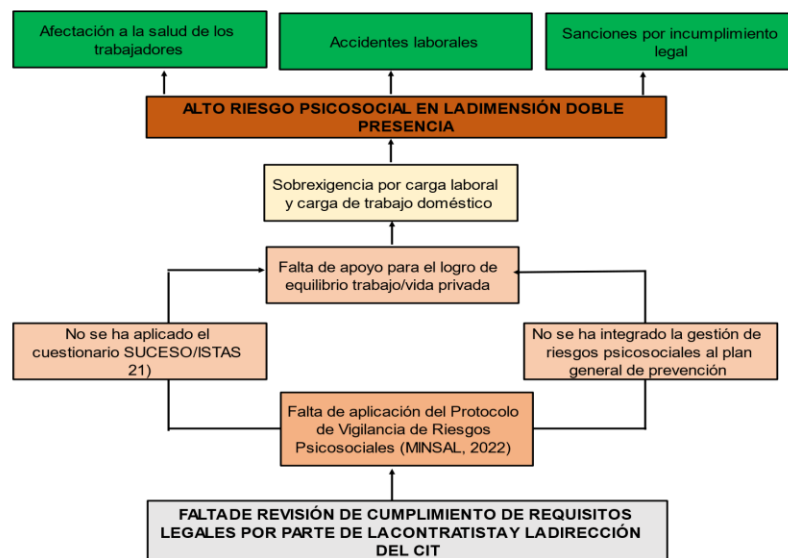 Afectación a la salud de los
trabajadores
Accidentes laborales
Sanciones por incumplimiento
legal
ALTO RIESGO PSICOSOCIAL EN LADIMENSIÓN DOBLE
PRESENCIA
Sobrexigencia por carga laboral
y carga de trabajo doméstico
Falta de apoyo para el logro de
equilibrio trabajo/vida privada
No se ha aplicado el
cuestionario SUCESO/ISTAS
21)
No se ha integrado la gestión de
riesgos psicosociales al plan
general de prevención
Falta de aplicación del Protocolo
de Vigilancia de Riesgos
Psicosociales (MINSAL, 2022)
FALTA DE REVISIÓN DE CUMPLIMIENTO DE REQUISITOS
LEGALES POR PARTE DE LACONTRATISTA Y LADIRECCIÓN
DEL CIT